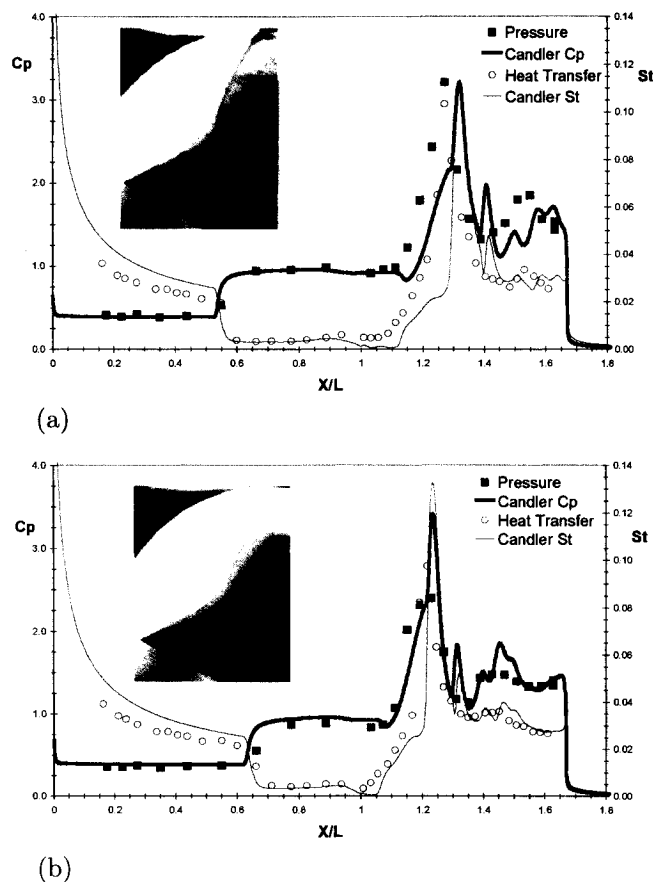 4.0
0.14
Cp
■ Pressure
Candler Cp
○ Heat Transfer
Candler St
St
0.12
3.0
0.10
0.08
2.0
0.06
1.0
0.04
0.02
0.0
0.00
0 0.2 0.4 0.6 0.8 1 1.2 1.4 1.6 1.8
X/L
(a)
4.0
0.14
Cp
■ Pressure
Candler Cp
○ Heat Transfer
Candler St
St
0.12
3.0
0.10
0.08
2.0
0.06
1.0
0.04
0.02
0.0
0.00
0 0.2 0.4 0.6 0.8 1 1.2 1.4 1.6 1.8
X/L
(b)